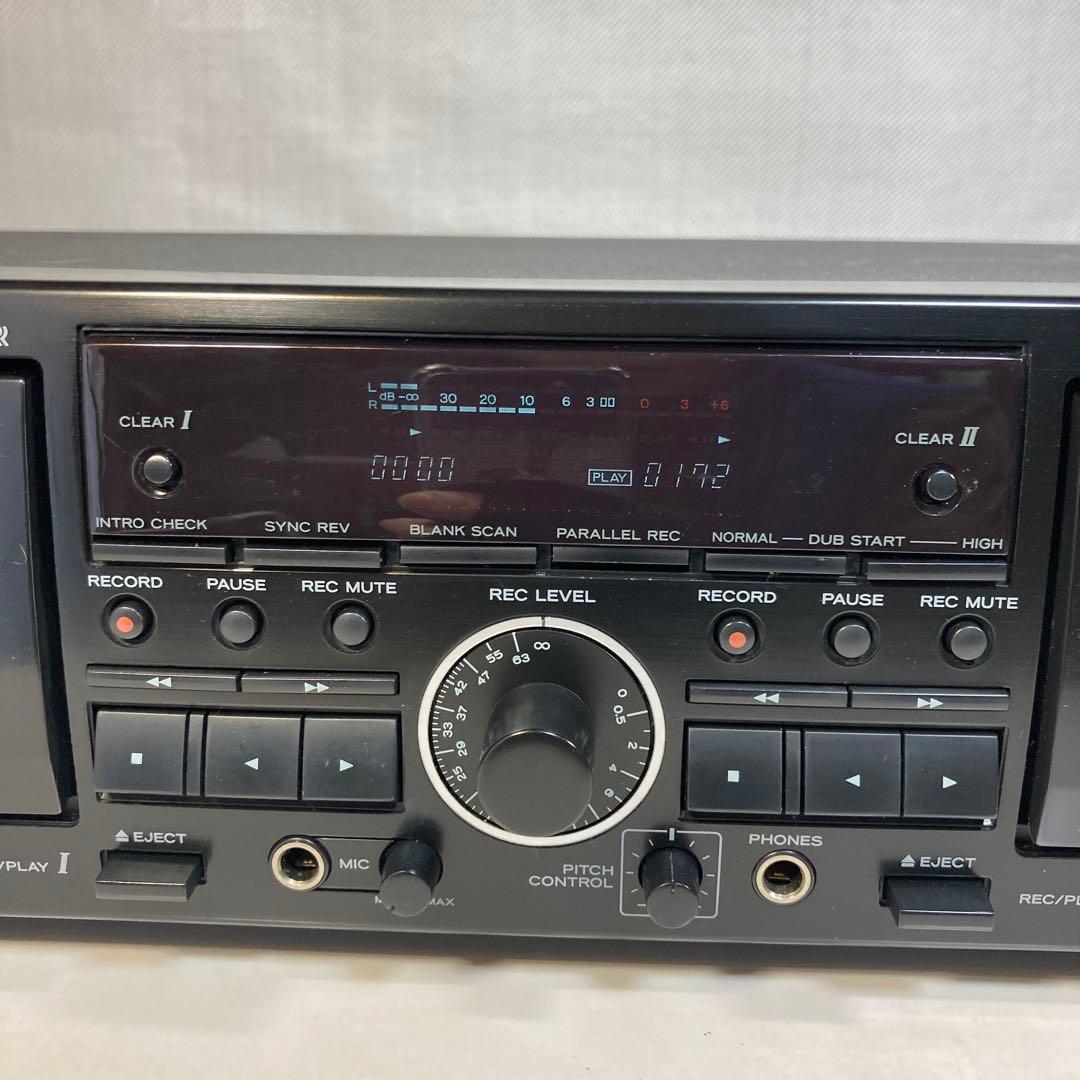 R
L
dB -∞ 30 20 10 6 3 0 3 +6
R
CLEAR I
CLEAR II
0000
PLAY 0172
INTRO CHECK SYNC REV BLANK SCAN PARALLEL REC NORMAL DUB START HIGH
RECORD PAUSE REC MUTE REC LEVEL RECORD PAUSE REC MUTE
∞ 63 55 47 42 37 33 29 25 0 0.5 2 4 6
EJECT
/PLAY I
MIC
MAX
PITCH
CONTROL
PHONES
EJECT